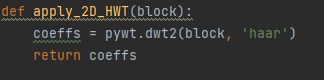 def apply_2D_HWT(block):
    coeffs = pywt.dwt2(block, 'haar')
    return coeffs